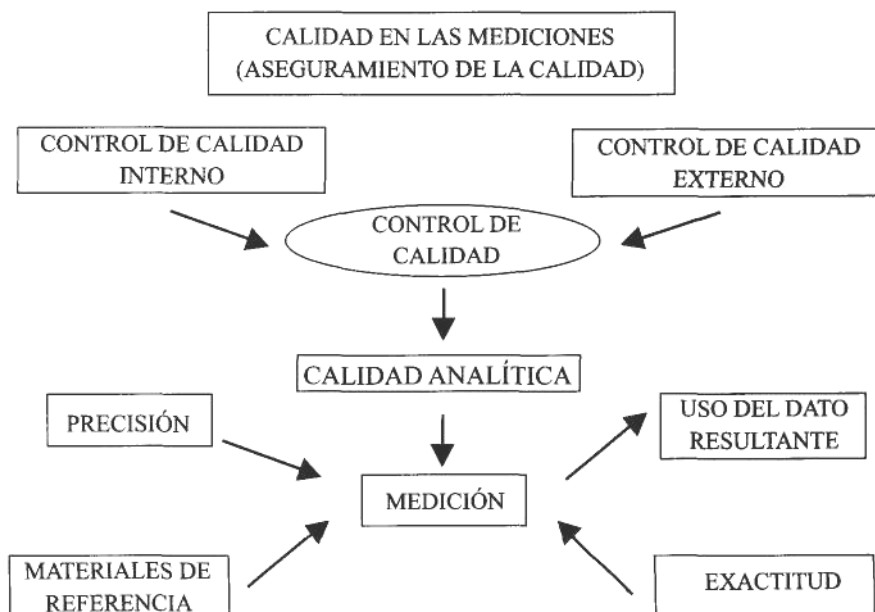 CALIDAD EN LAS MEDICIONES
(ASEGURAMIENTO DE LA CALIDAD)
CONTROL DE CALIDAD
INTERNO
CONTROL DE CALIDAD
EXTERNO
CONTROL DE
CALIDAD
CALIDAD ANALÍTICA
PRECISIÓN
USO DEL DATO
RESULTANTE
MEDICIÓN
MATERIALES DE
REFERENCIA
EXACTITUD